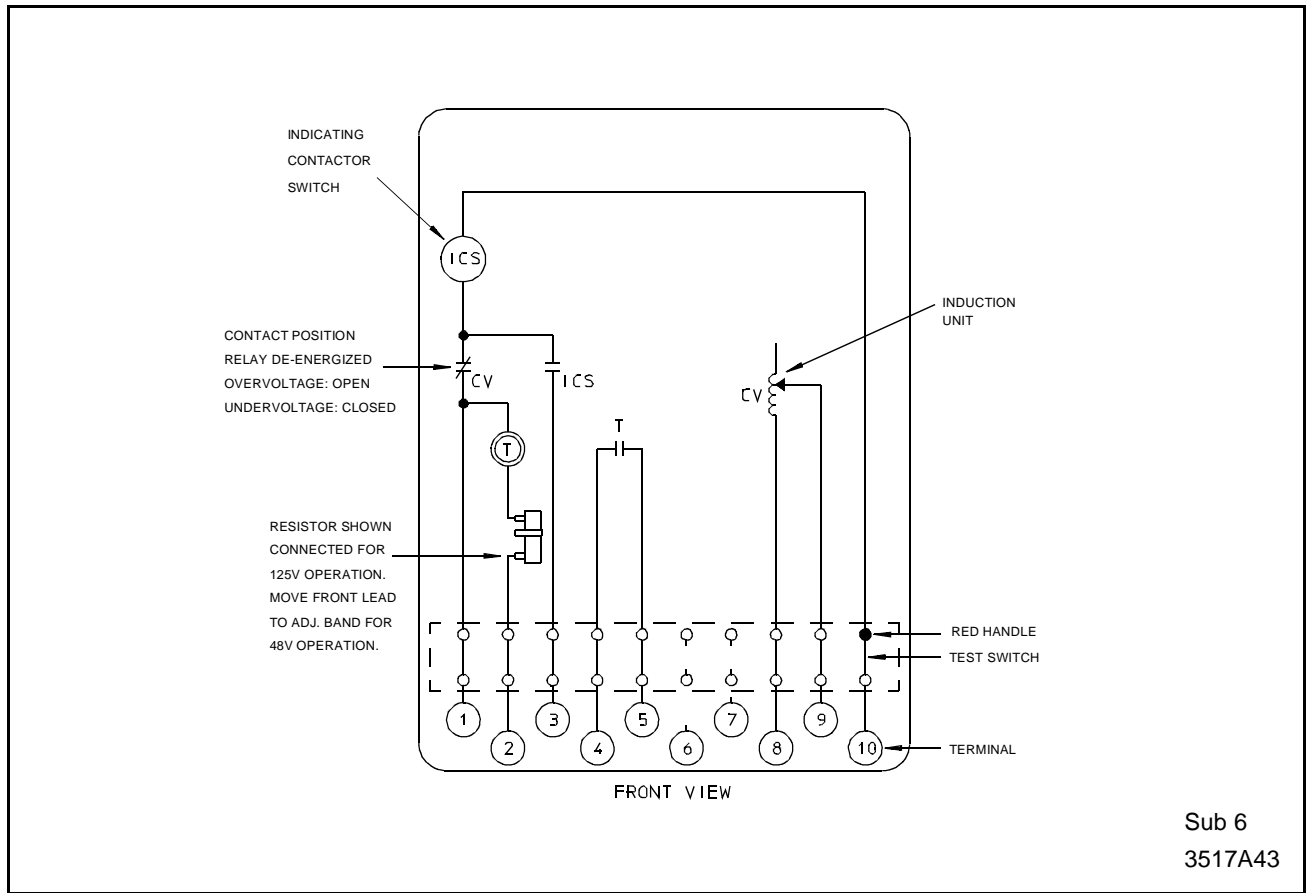 INDICATING
CONTACTOR
SWITCH
ICS
CONTACT POSITION
RELAY DE-ENERGIZED
OVERVOLTAGE: OPEN
UNDERVOLTAGE: CLOSED
CV
ICS
INDUCTION
UNIT
CV
T
T
RESISTOR SHOWN
CONNECTED FOR
125V OPERATION.
MOVE FRONT LEAD
TO ADJ. BAND FOR
48V OPERATION.
RED HANDLE
TEST SWITCH
1
2
3
4
5
6
7
8
9
10
TERMINAL
FRONT VIEW
Sub 6
3517A43